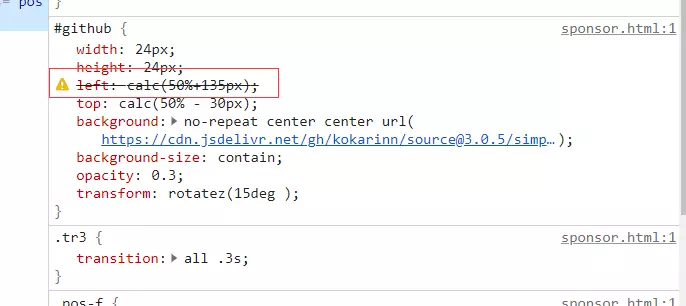 = pos
}
#github {
sponsor.html:1
width: 24px;
height: 24px;
left: calc(50%+135px);
top: calc(50% - 30px);
background: no-repeat center center url(
https://cdn.jsdelivr.net/gh/kokarinn/source@3.0.5/simp… );
background-size: contain;
opacity: 0.3;
transform: rotatez(15deg );
}
.tr3 {
sponsor.html:1
transition: all .3s;
}
.pos-f {
sponsor.html:1